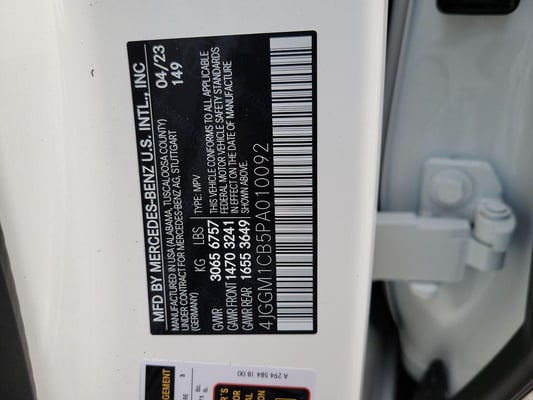 MFD BY MERCEDES-BENZ U.S. INTL., INC
MANUFACTURED IN USA (ALABAMA, TUSCALOOSA COUNTY)
UNDER CONTRACT FOR MERCEDES-BENZ AG, STUTTGART
(GERMANY)
04/23
149
KG LBS TYPE: MPV
GVWR 3065 6757
GAWR FRONT 1470 3241
GAWR REAR 1655 3649
THIS VEHICLE CONFORMS TO ALL APPLICABLE
FEDERAL MOTOR VEHICLE SAFETY STANDARDS
IN EFFECT ON THE DATE OF MANUFACTURE
SHOWN ABOVE.
4JGGM1CB5PA010092
A 294 584 18 00